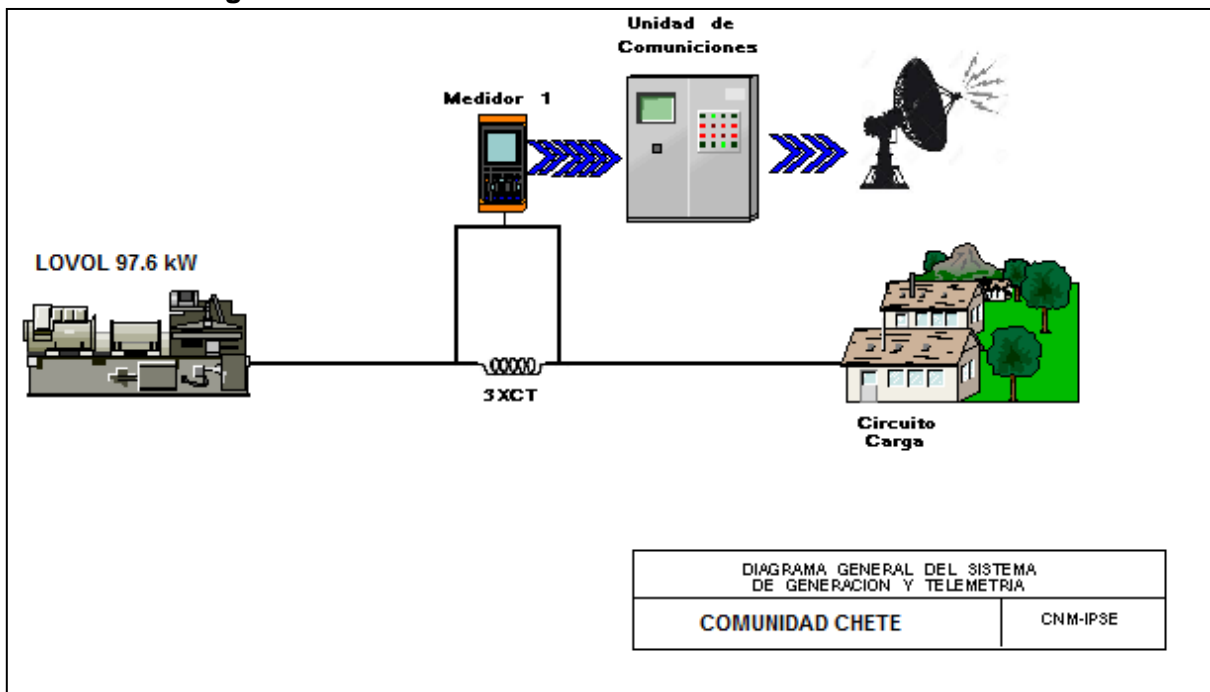 Unidad de
Comuniciones
Medidor 1
LOVOL 97.6 kW
3XCT
Circuito
Carga
DIAGRAMA GENERAL DEL SISTEMA
DE GENERACION Y TELEMETRIA
COMUNIDAD CHETE
CNM-IPSE